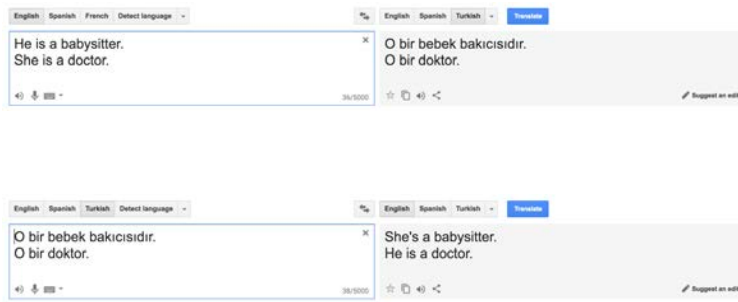 English Spanish French Detect language
English Spanish Turkish Translate
He is a babysitter.
She is a doctor.
36/5000
O bir bebek bakıcısıdır.
O bir doktor.
Suggest an edit
English Spanish Turkish Detect language
English Spanish Turkish Translate
O bir bebek bakıcısıdır.
O bir doktor.
38/5000
She's a babysitter.
He is a doctor.
Suggest an edit